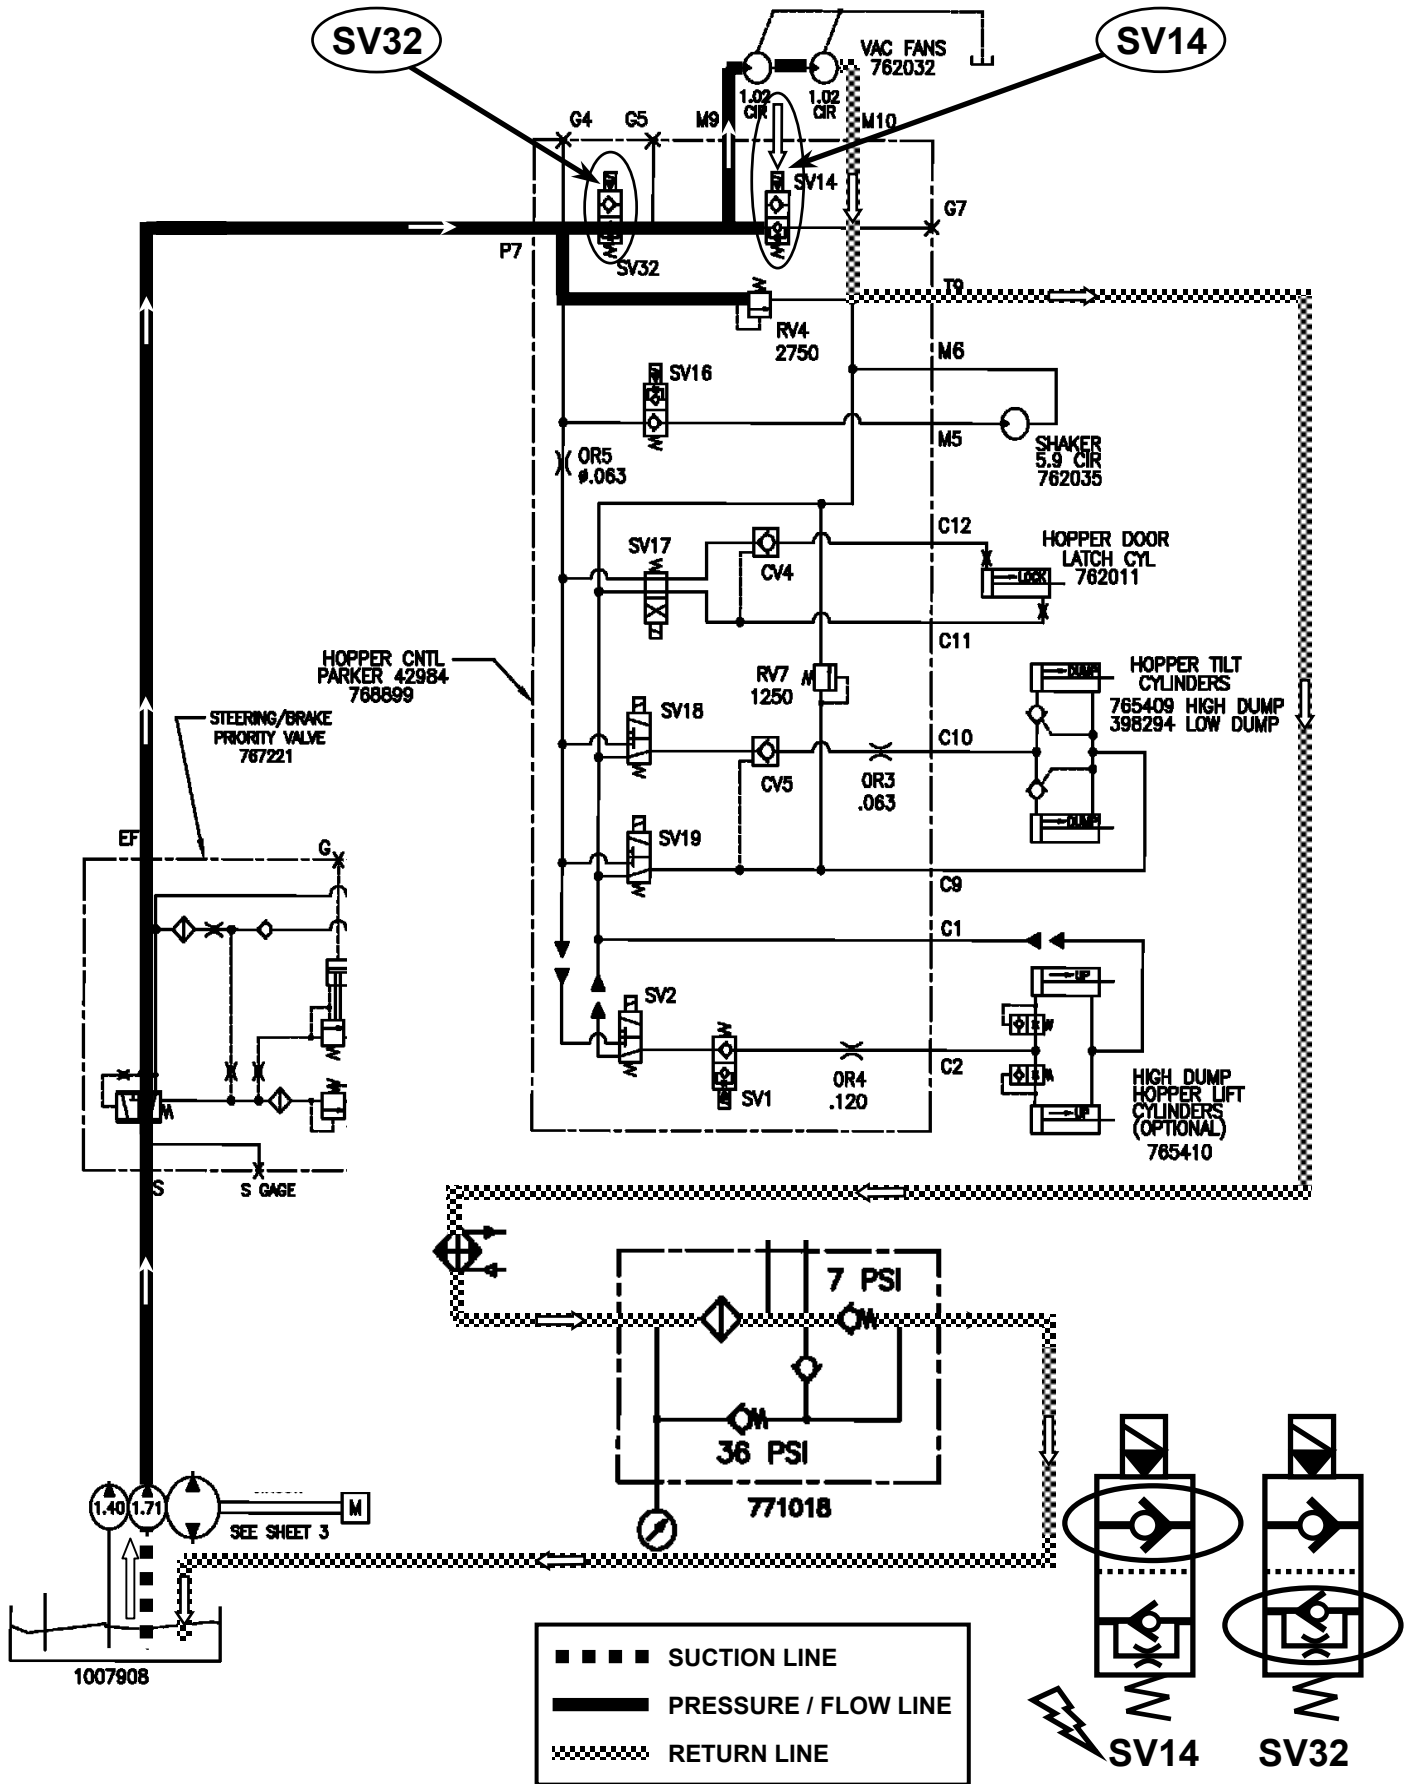 SV32
SV14
VAC FANS
762032
1.02
CIR
1.02
CIR
G4
G5
M9
M10
SV14
G7
P7
SV32
T9
RV4
2750
M6
SV16
M5
SHAKER
5.9 CIR
762035
OR5
ø.063
C12
SV17
HOPPER DOOR
LATCH CYL
762011
CV4
LOCK
C11
HOPPER CNTL
PARKER 42984
768899
RV7
1250
DUMP
HOPPER TILT
CYLINDERS
765409 HIGH DUMP
398294 LOW DUMP
STEERING/BRAKE
PRIORITY VALVE
767221
SV18
C10
CV5
OR3
.063
DUMP
EF
G
SV19
C9
C1
UP
SV2
C2
SV1
OR4
.120
UP
HIGH DUMP
HOPPER LIFT
CYLINDERS
(OPTIONAL)
765410
S
S GAGE
7 PSI
36 PSI
771018
1.40
1.71
M
SEE SHEET 3
1007908
SUCTION LINE
PRESSURE / FLOW LINE
RETURN LINE
SV14
SV32